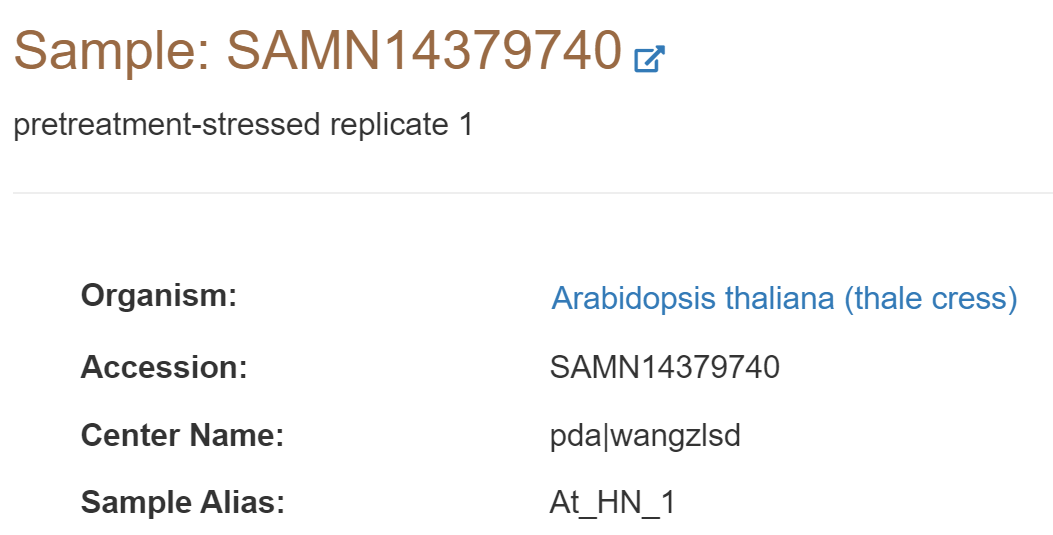 Sample: SAMN14379740
pretreatment-stressed replicate 1
Organism: Arabidopsis thaliana (thale cress)
Accession: SAMN14379740
Center Name: pda|wangzlsd
Sample Alias: At_HN_1